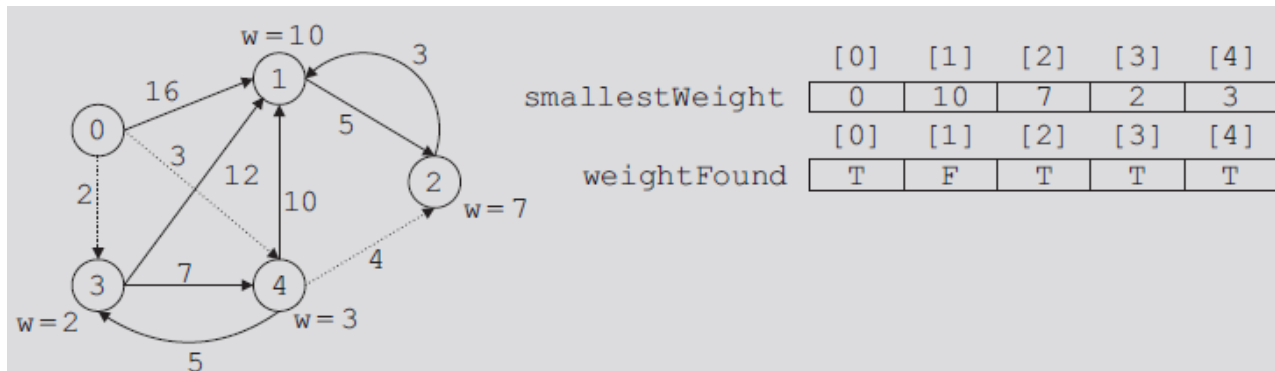 w=10
3
[0] [1] [2] [3] [4]
16
1
smallestWeight 0 10 7 2 3
0
5
[0] [1] [2] [3] [4]
3
12
2
weightFound T F T T T
2
10
w=7
4
7
3
4
w=2
w=3
5